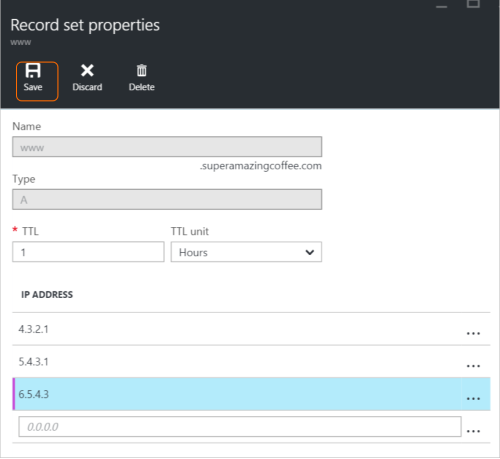 Record set properties
www
Save Discard Delete
Name
www
.superamazingcoffee.com
Type
A
* TTL TTL unit
1 Hours
IP ADDRESS
4.3.2.1 ...
5.4.3.1 ...
6.5.4.3 ...
0.0.0.0 ...